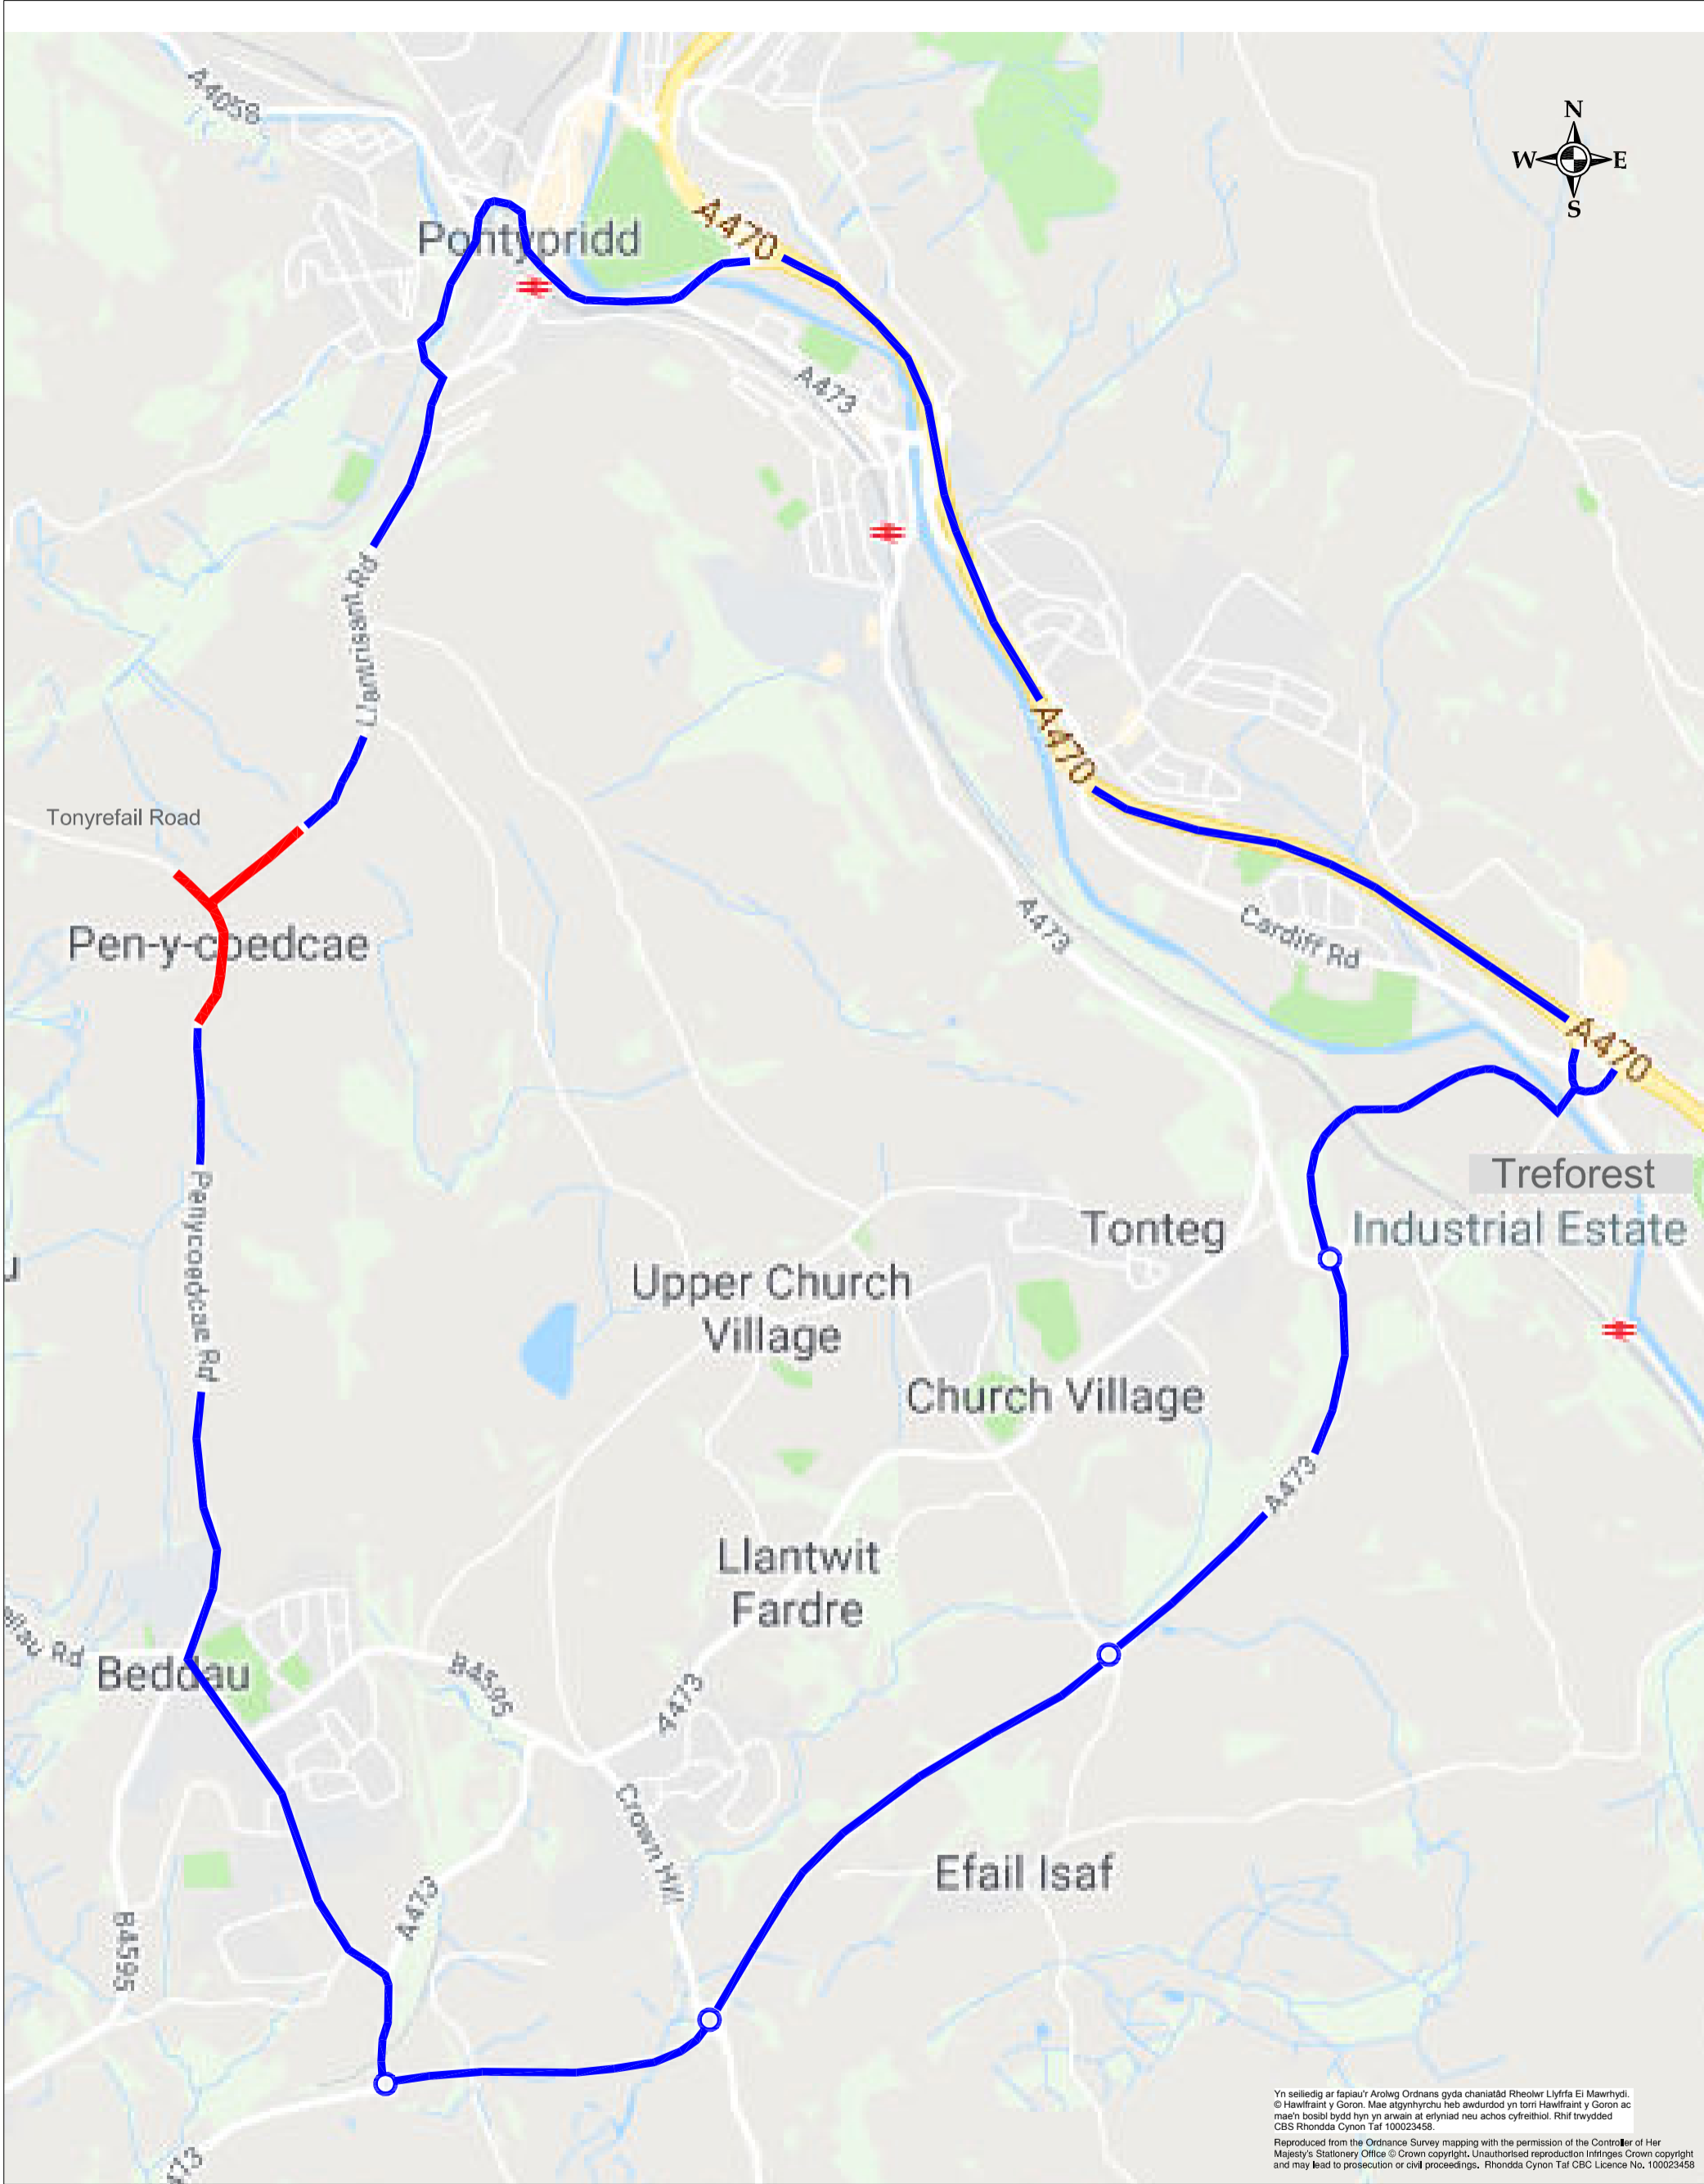 A4058
N
W E
S
Pontypridd
A470
A473
Llantrisant Rd
A470
Tonyrefail Road
A473
Cardiff Rd
Pen-y-coedcae
A470
Treforest
Industrial Estate
Tonteg
Penycoedcae Rd
Upper Church
Village
Church Village
A473
Llantwit
Fardre
Rd
Beddau
B4595
A473
Crown Hill
Efail Isaf
A473
B4595
Yn seiliedig ar fapiau'r Arolwg Ordnans gyda chaniatâd Rheolwr Llyfrfa Ei Mawrhydi.
© Hawlfraint y Goron. Mae atgynhyrchu heb awdurdod yn torri Hawlfraint y Goron ac
mae'n bosibl bydd hyn yn arwain at erlyniad neu achos cyfreithiol. Rhif trwydded
CBS Rhondda Cynon Taf 100023458.
Reproduced from the Ordnance Survey mapping with the permission of the Controller of Her
Majesty's Stationery Office © Crown copyright. Unauthorised reproduction infringes Crown copyright
and may lead to prosecution or civil proceedings. Rhondda Cynon Taf CBC Licence No. 100023458